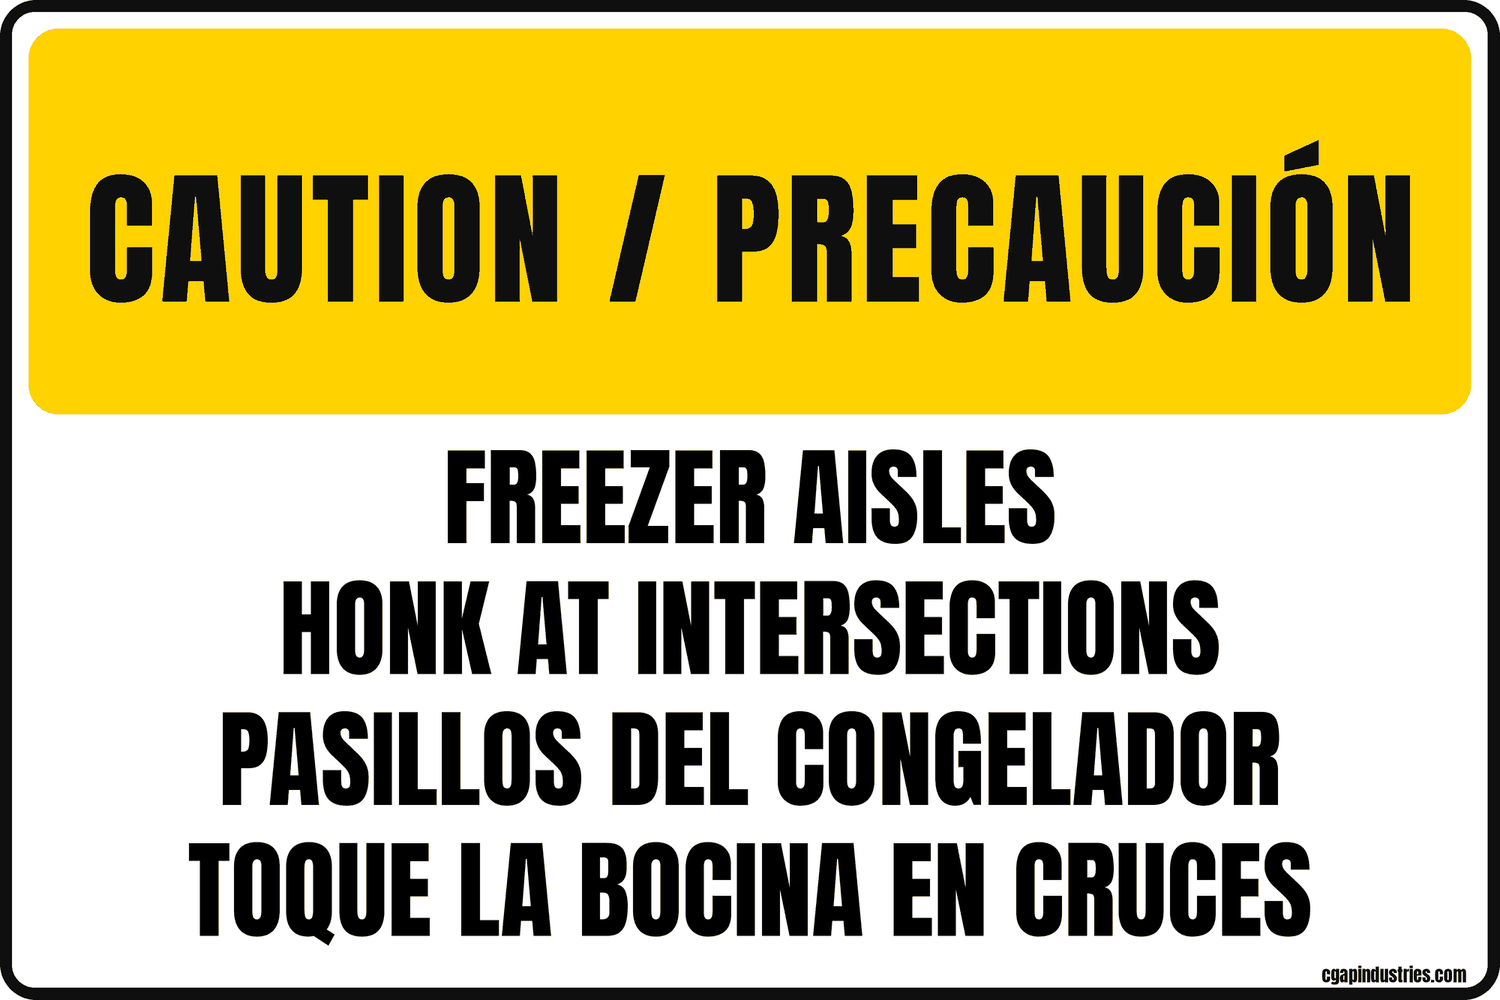 CAUTION / PRECAUCIÓN
FREEZER AISLES
HONK AT INTERSECTIONS
PASILLOS DEL CONGELADOR
TOQUE LA BOCINA EN CRUCES
cgapindustries.com